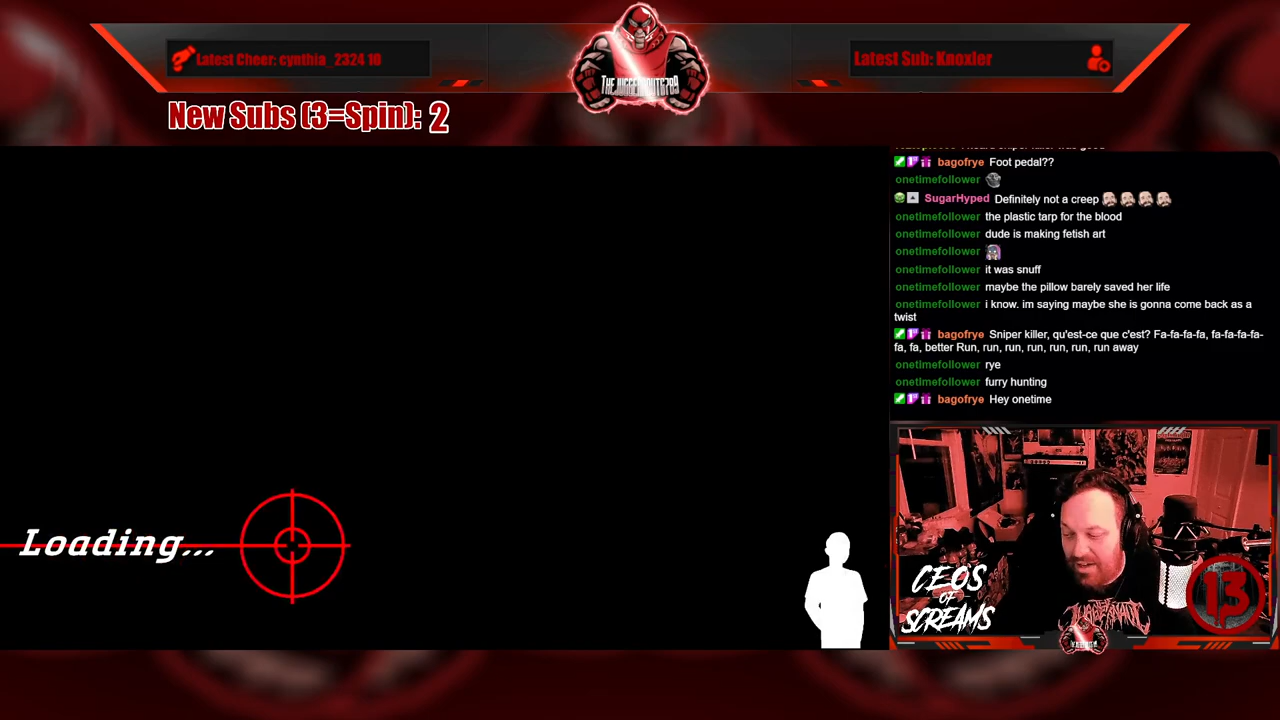 Latest Cheer: cynthia_2324 10
THEJUGGERNAUT6789
Latest Sub: Knoxler
New Subs (3=Spin): 2
bagofrye Foot pedal??
onetimefollower
SugarHyped Definitely not a creep
onetimefollower the plastic tarp for the blood
onetimefollower dude is making fetish art
onetimefollower
onetimefollower it was snuff
onetimefollower maybe the pillow barely saved her life
onetimefollower i know. im saying maybe she is gonna come back as a
twist
bagofrye Sniper killer, qu'est-ce que c'est? Fa-fa-fa-fa, fa-fa-fa-fa-
fa, fa, better Run, run, run, run, run, run, run away
onetimefollower rye
onetimefollower furry hunting
bagofrye Hey onetime
Loading...
CEOS
OF
SCREAMS
13
JUGGERNAUT